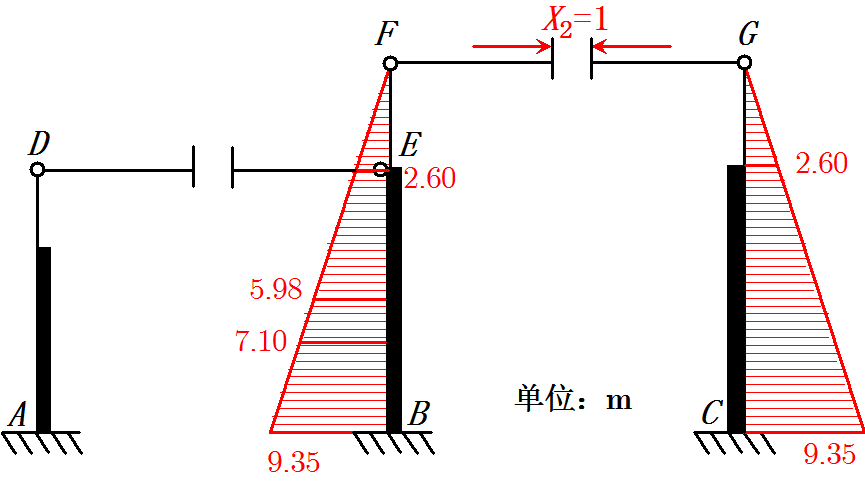 X₂=1
F
G
D
E
2.60
2.60
5.98
7.10
单位：m
A
B
C
9.35
9.35